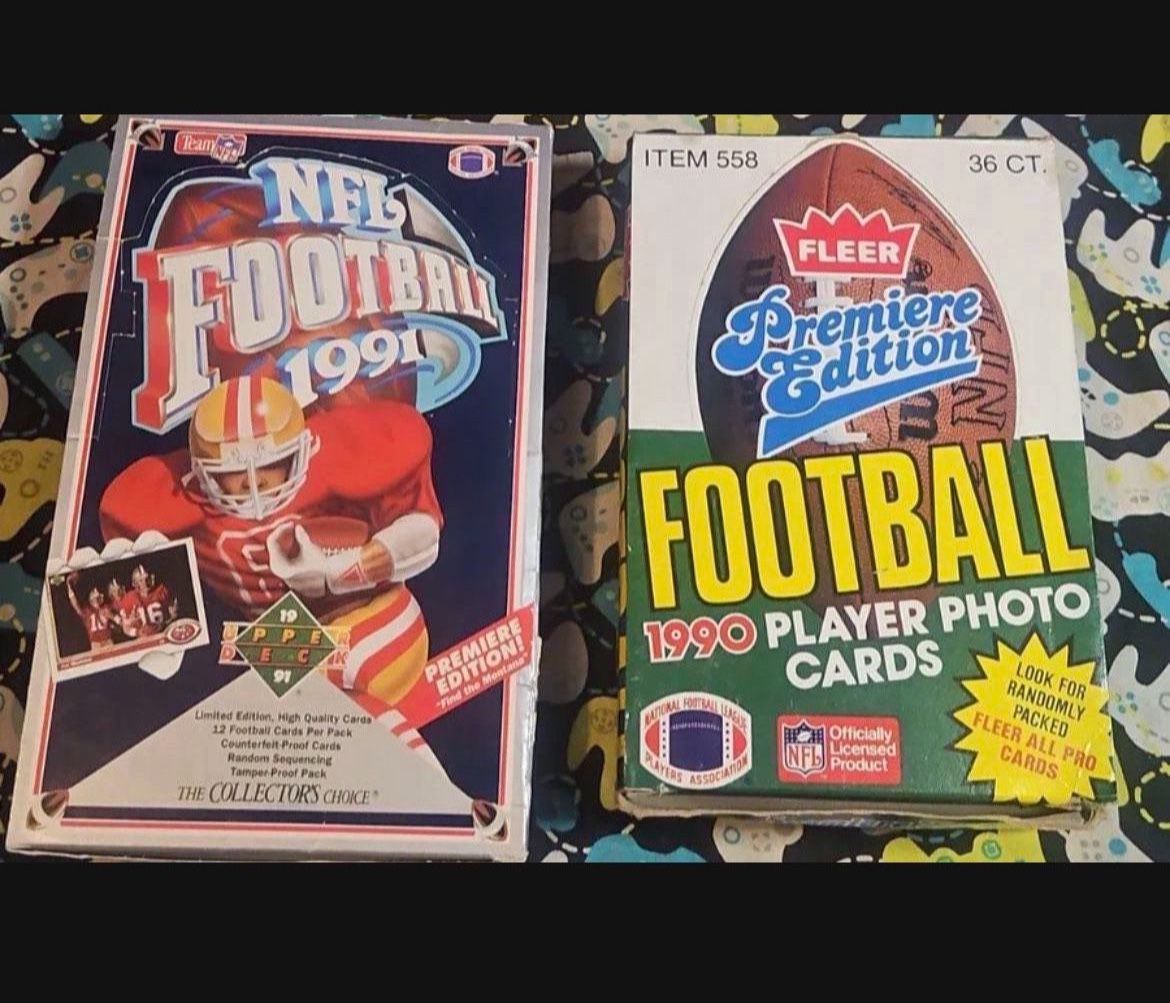 Team NFL
NFL
FOOTBALL
1991
16
19
UPPER
DECK
91
PREMIERE
EDITION!
"Find the Montana"
Limited Edition, High Quality Cards
12 Football Cards Per Pack
Counterfeit-Proof Cards
Random Sequencing
Tamper-Proof Pack
THE COLLECTOR'S CHOICE®
ITEM 558
36 CT.
FLEER
Premiere
Edition
FOOTBALL
1990 PLAYER PHOTO
CARDS
LOOK FOR
RANDOMLY
PACKED
FLEER ALL PRO
CARDS
NATIONAL FOOTBALL LEAGUE
PLAYERS ASSOCIATION
NFL
Officially
Licensed
Product